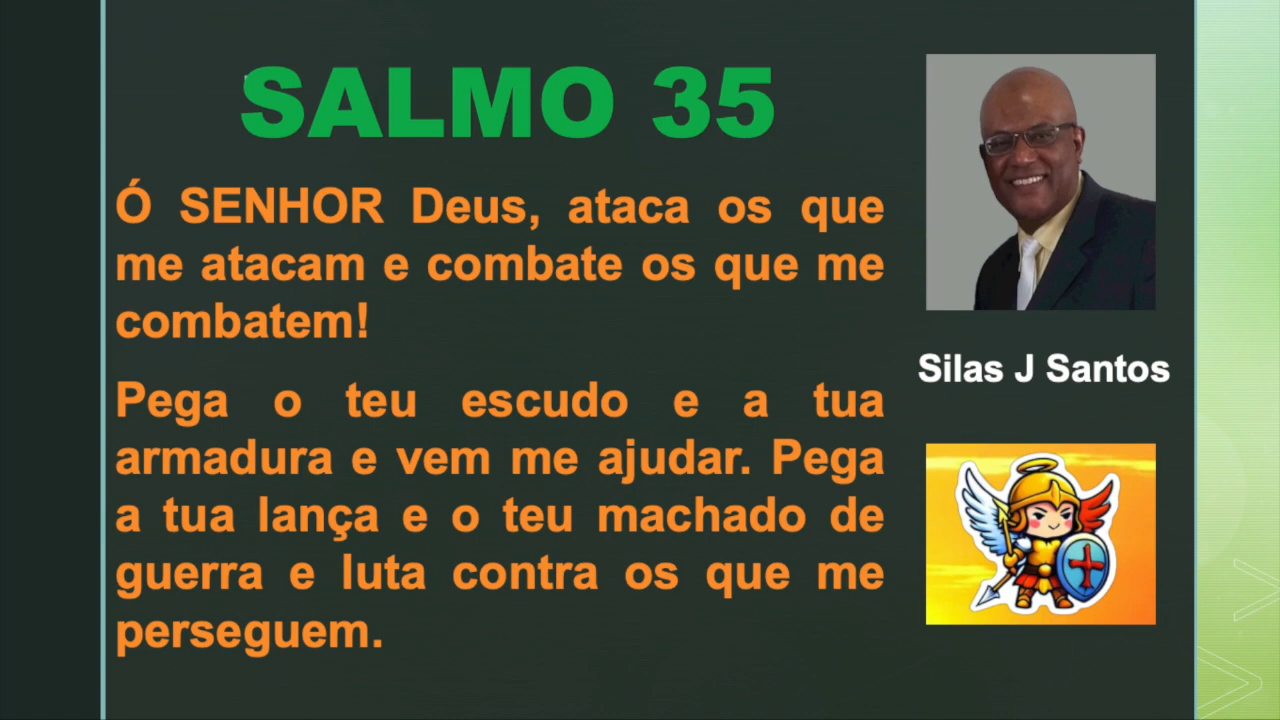 SALMO 35
Ó SENHOR Deus, ataca os que
me atacam e combate os que me
combatem!
Pega o teu escudo e a tua
armadura e vem me ajudar. Pega
a tua lança e o teu machado de
guerra e luta contra os que me
perseguem.
Silas J Santos